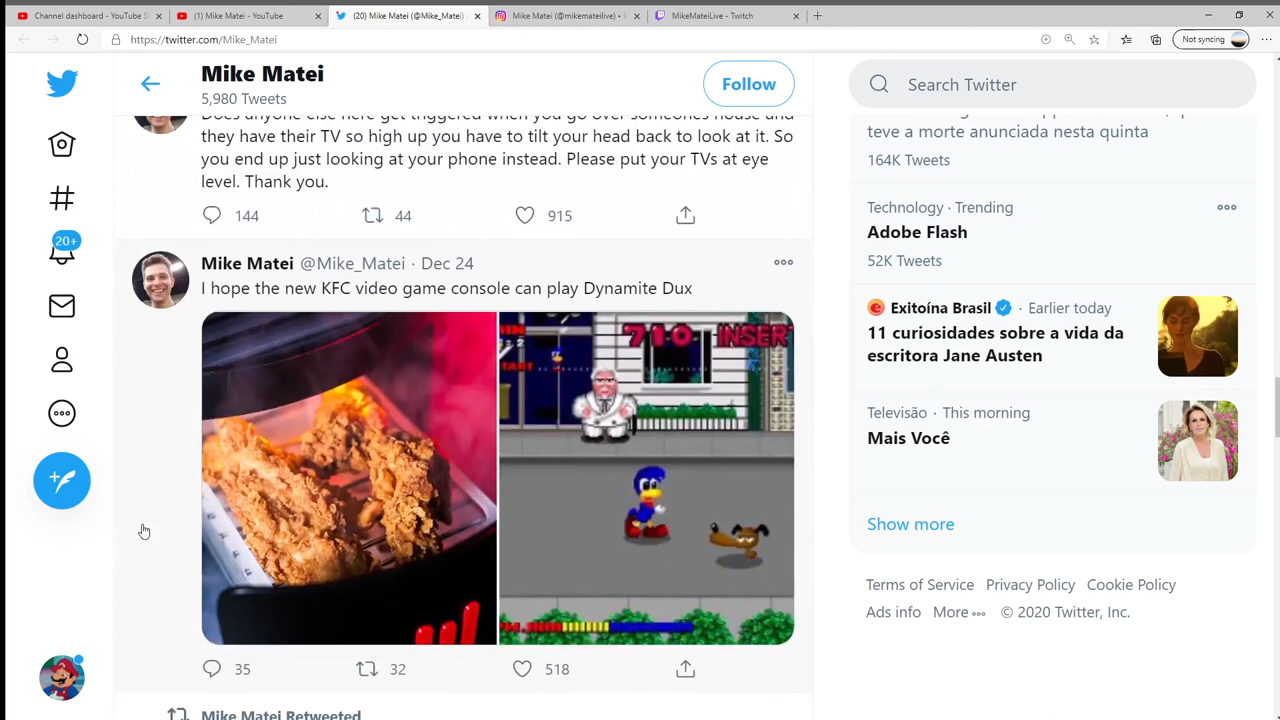 Channel dashboard - YouTube S
(1) Mike Matei - YouTube
(20) Mike Matei (@Mike_Matei)
Mike Matei (@mikemateilive) • I
MikeMateiLive - Twitch
https://twitter.com/Mike_Matei
Not syncing
Mike Matei
5,980 Tweets
Follow
Search Twitter
Does anyone else here get triggered when you go over someones house and
they have their TV so high up you have to tilt your head back to look at it. So
you end up just looking at your phone instead. Please put your TVs at eye
level. Thank you.
144 44 915
Mike Matei @Mike_Matei · Dec 24
I hope the new KFC video game console can play Dynamite Dux
710 INSER
35 32 518
Mike Matei Retweeted
20+
teve a morte anunciada nesta quinta
164K Tweets
Technology · Trending
Adobe Flash
52K Tweets
Exitoína Brasil · Earlier today
11 curiosidades sobre a vida da
escritora Jane Austen
Televisão · This morning
Mais Você
Show more
Terms of Service Privacy Policy Cookie Policy
Ads info More © 2020 Twitter, Inc.